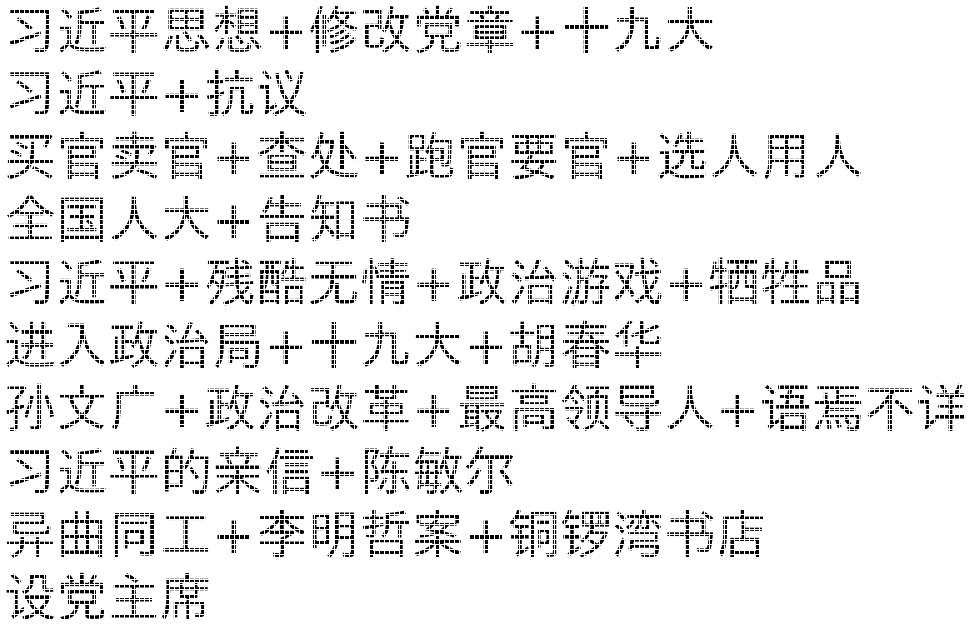 习近平思想+修改党章+十九大
习近平+抗议
买官卖官+查处+跑官要官+选人用人
全国人大+告知书
习近平+残酷无情+政治游戏+牺牲品
进入政治局+十九大+胡春华
孙文广+政治改革+最高领导人+语焉不详
习近平的亲信+陈敏尔
异曲同工+李明哲案+铜锣湾书店
设党主席